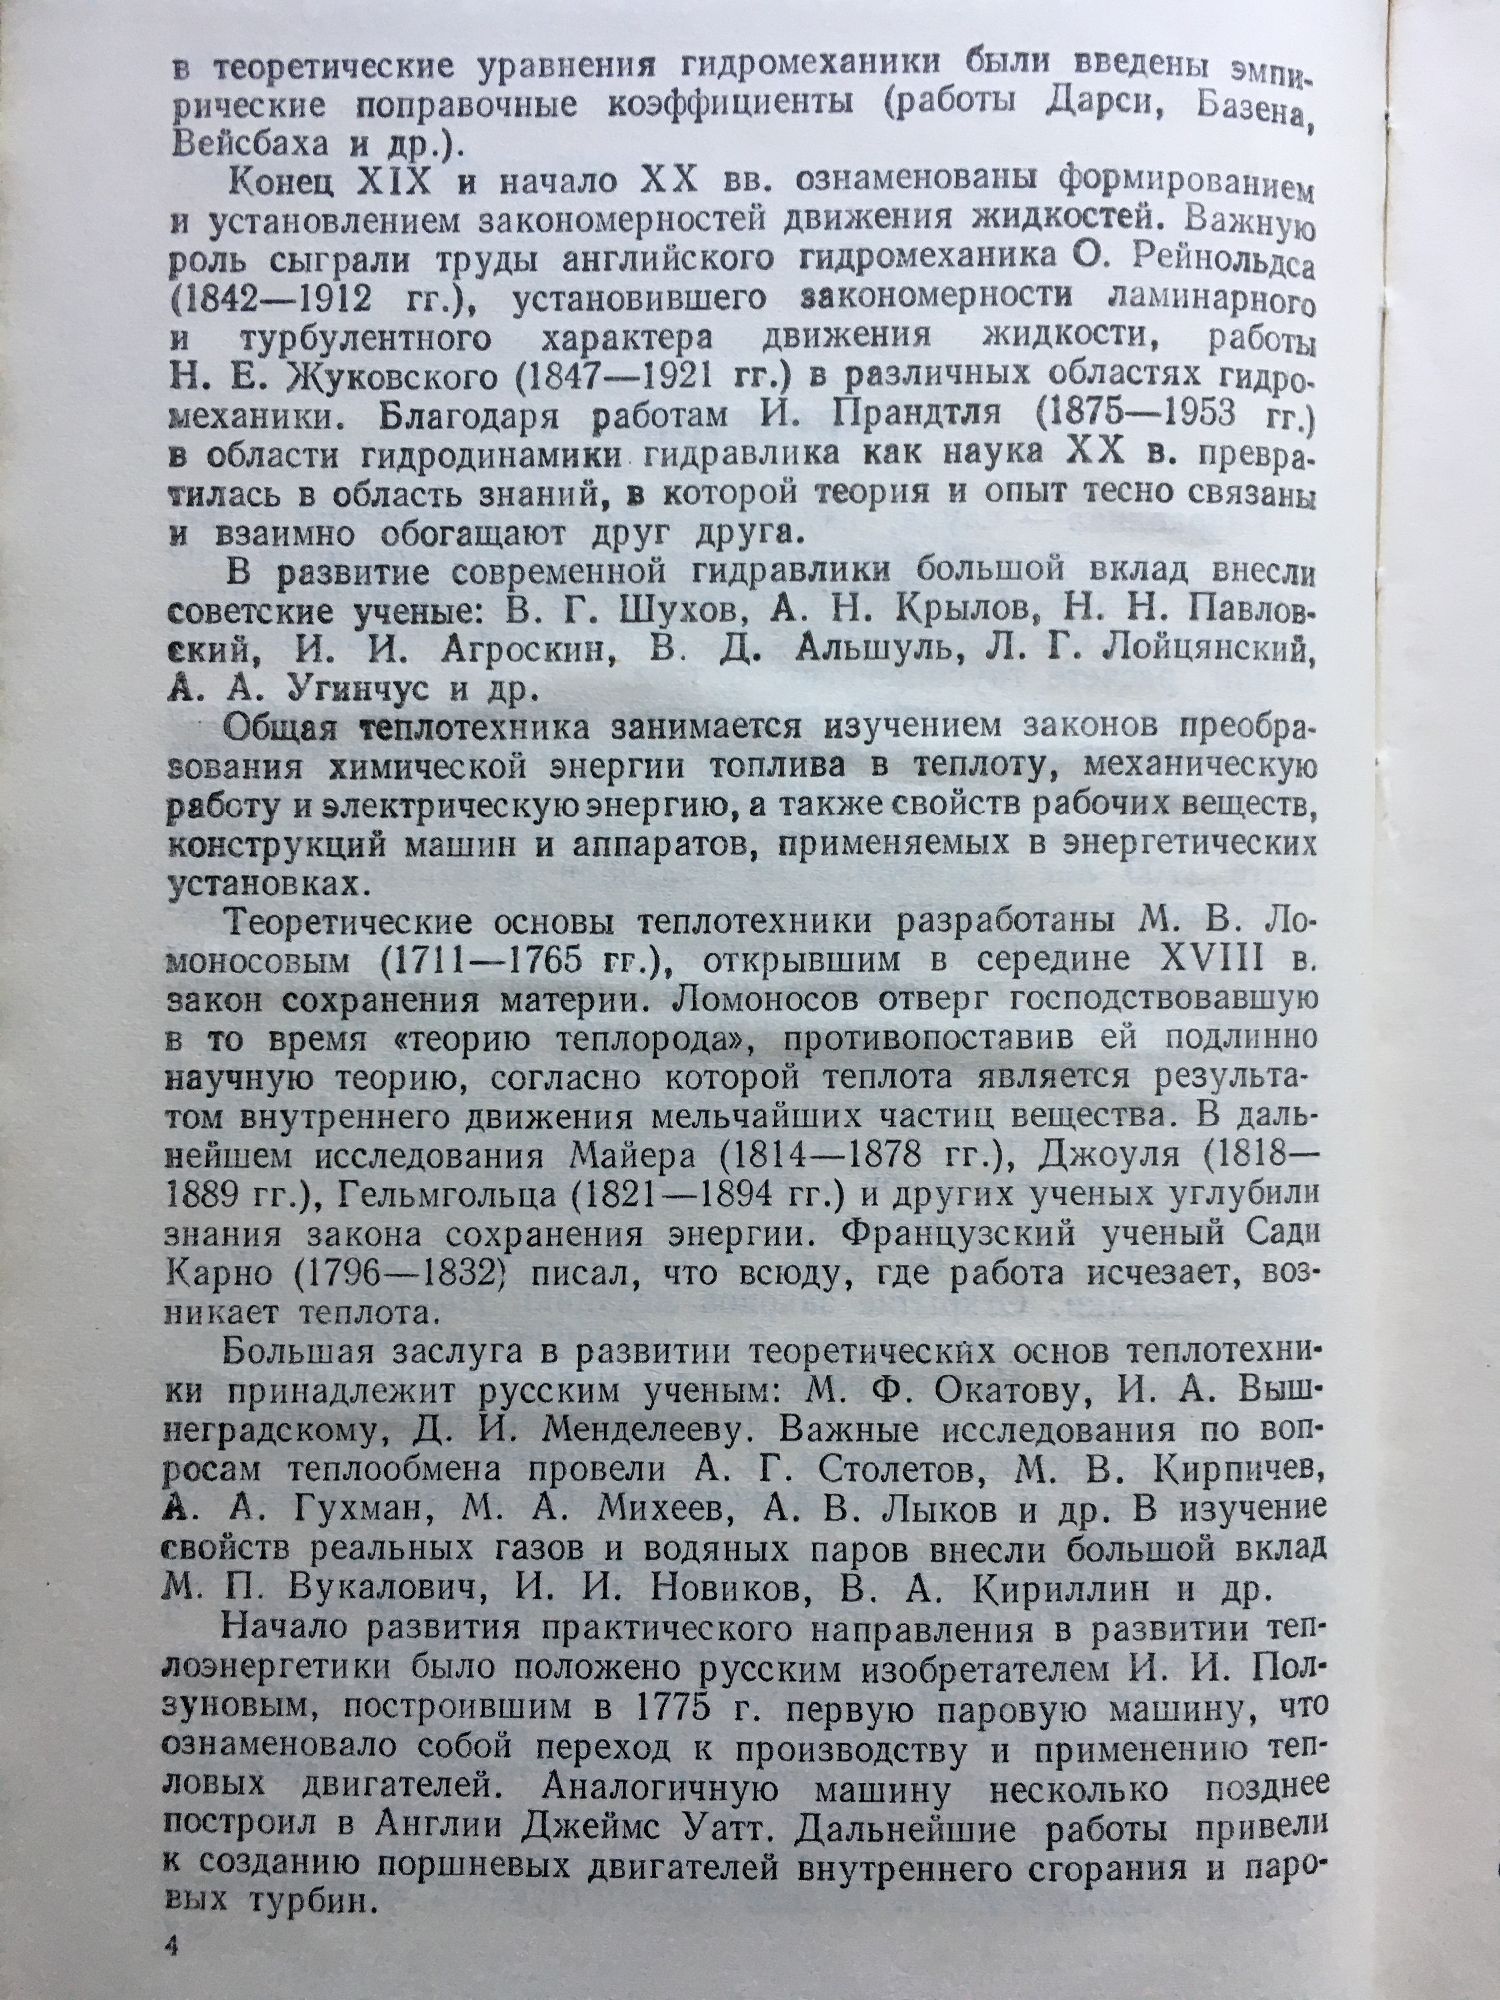 в теоретические уравнения гидромеханики были введены эмпи-
рические поправочные коэффициенты (работы Дарси, Базена,
Вейсбаха и др.).
Конец XIX и начало XX вв. ознаменованы формированием
и установлением закономерностей движения жидкостей. Важную
роль сыграли труды английского гидромеханика О. Рейнольдса
(1842—1912 гг.), установившего закономерности ламинарного
и турбулентного характера движения жидкости, работы
Н. Е. Жуковского (1847—1921 гг.) в различных областях гидро-
механики. Благодаря работам И. Прандтля (1875—1953 гг.)
в области гидродинамики гидравлика как наука XX в. превра-
тилась в область знаний, в которой теория и опыт тесно связаны
и взаимно обогащают друг друга.
В развитие современной гидравлики большой вклад внесли
советские ученые: В. Г. Шухов, А. Н. Крылов, Н. Н. Павлов-
ский, И. И. Агроскин, В. Д. Альшуль, Л. Г. Лойцянский,
А. А. Угинчус и др.
Общая теплотехника занимается изучением законов преобра-
зования химической энергии топлива в теплоту, механическую
работу и электрическую энергию, а также свойств рабочих веществ,
конструкций машин и аппаратов, применяемых в энергетических
установках.
Теоретические основы теплотехники разработаны М. В. Ло-
моносовым (1711—1765 гг.), открывшим в середине XVIII в.
закон сохранения материи. Ломоносов отверг господствовавшую
в то время «теорию теплорода», противопоставив ей подлинно
научную теорию, согласно которой теплота является результа-
том внутреннего движения мельчайших частиц вещества. В даль-
нейшем исследования Майера (1814—1878 гг.), Джоуля (1818—
1889 гг.), Гельмгольца (1821—1894 гг.) и других ученых углубили
знания закона сохранения энергии. Французский ученый Сади
Карно (1796—1832) писал, что всюду, где работа исчезает, воз-
никает теплота.
Большая заслуга в развитии теоретических основ теплотехни-
ки принадлежит русским ученым: М. Ф. Окатову, И. А. Выш-
неградскому, Д. И. Менделееву. Важные исследования по воп-
росам теплообмена провели А. Г. Столетов, М. В. Кирпичев,
А. А. Гухман, М. А. Михеев, А. В. Лыков и др. В изучение
свойств реальных газов и водяных паров внесли большой вклад
М. П. Вукалович, И. И. Новиков, В. А. Кириллин и др.
Начало развития практического направления в развитии теп-
лоэнергетики было положено русским изобретателем И. И. Пол-
зуновым, построившим в 1775 г. первую паровую машину, что
ознаменовало собой переход к производству и применению теп-
ловых двигателей. Аналогичную машину несколько позднее
построил в Англии Джеймс Уатт. Дальнейшие работы привели
к созданию поршневых двигателей внутреннего сгорания и паро-
вых турбин.
4